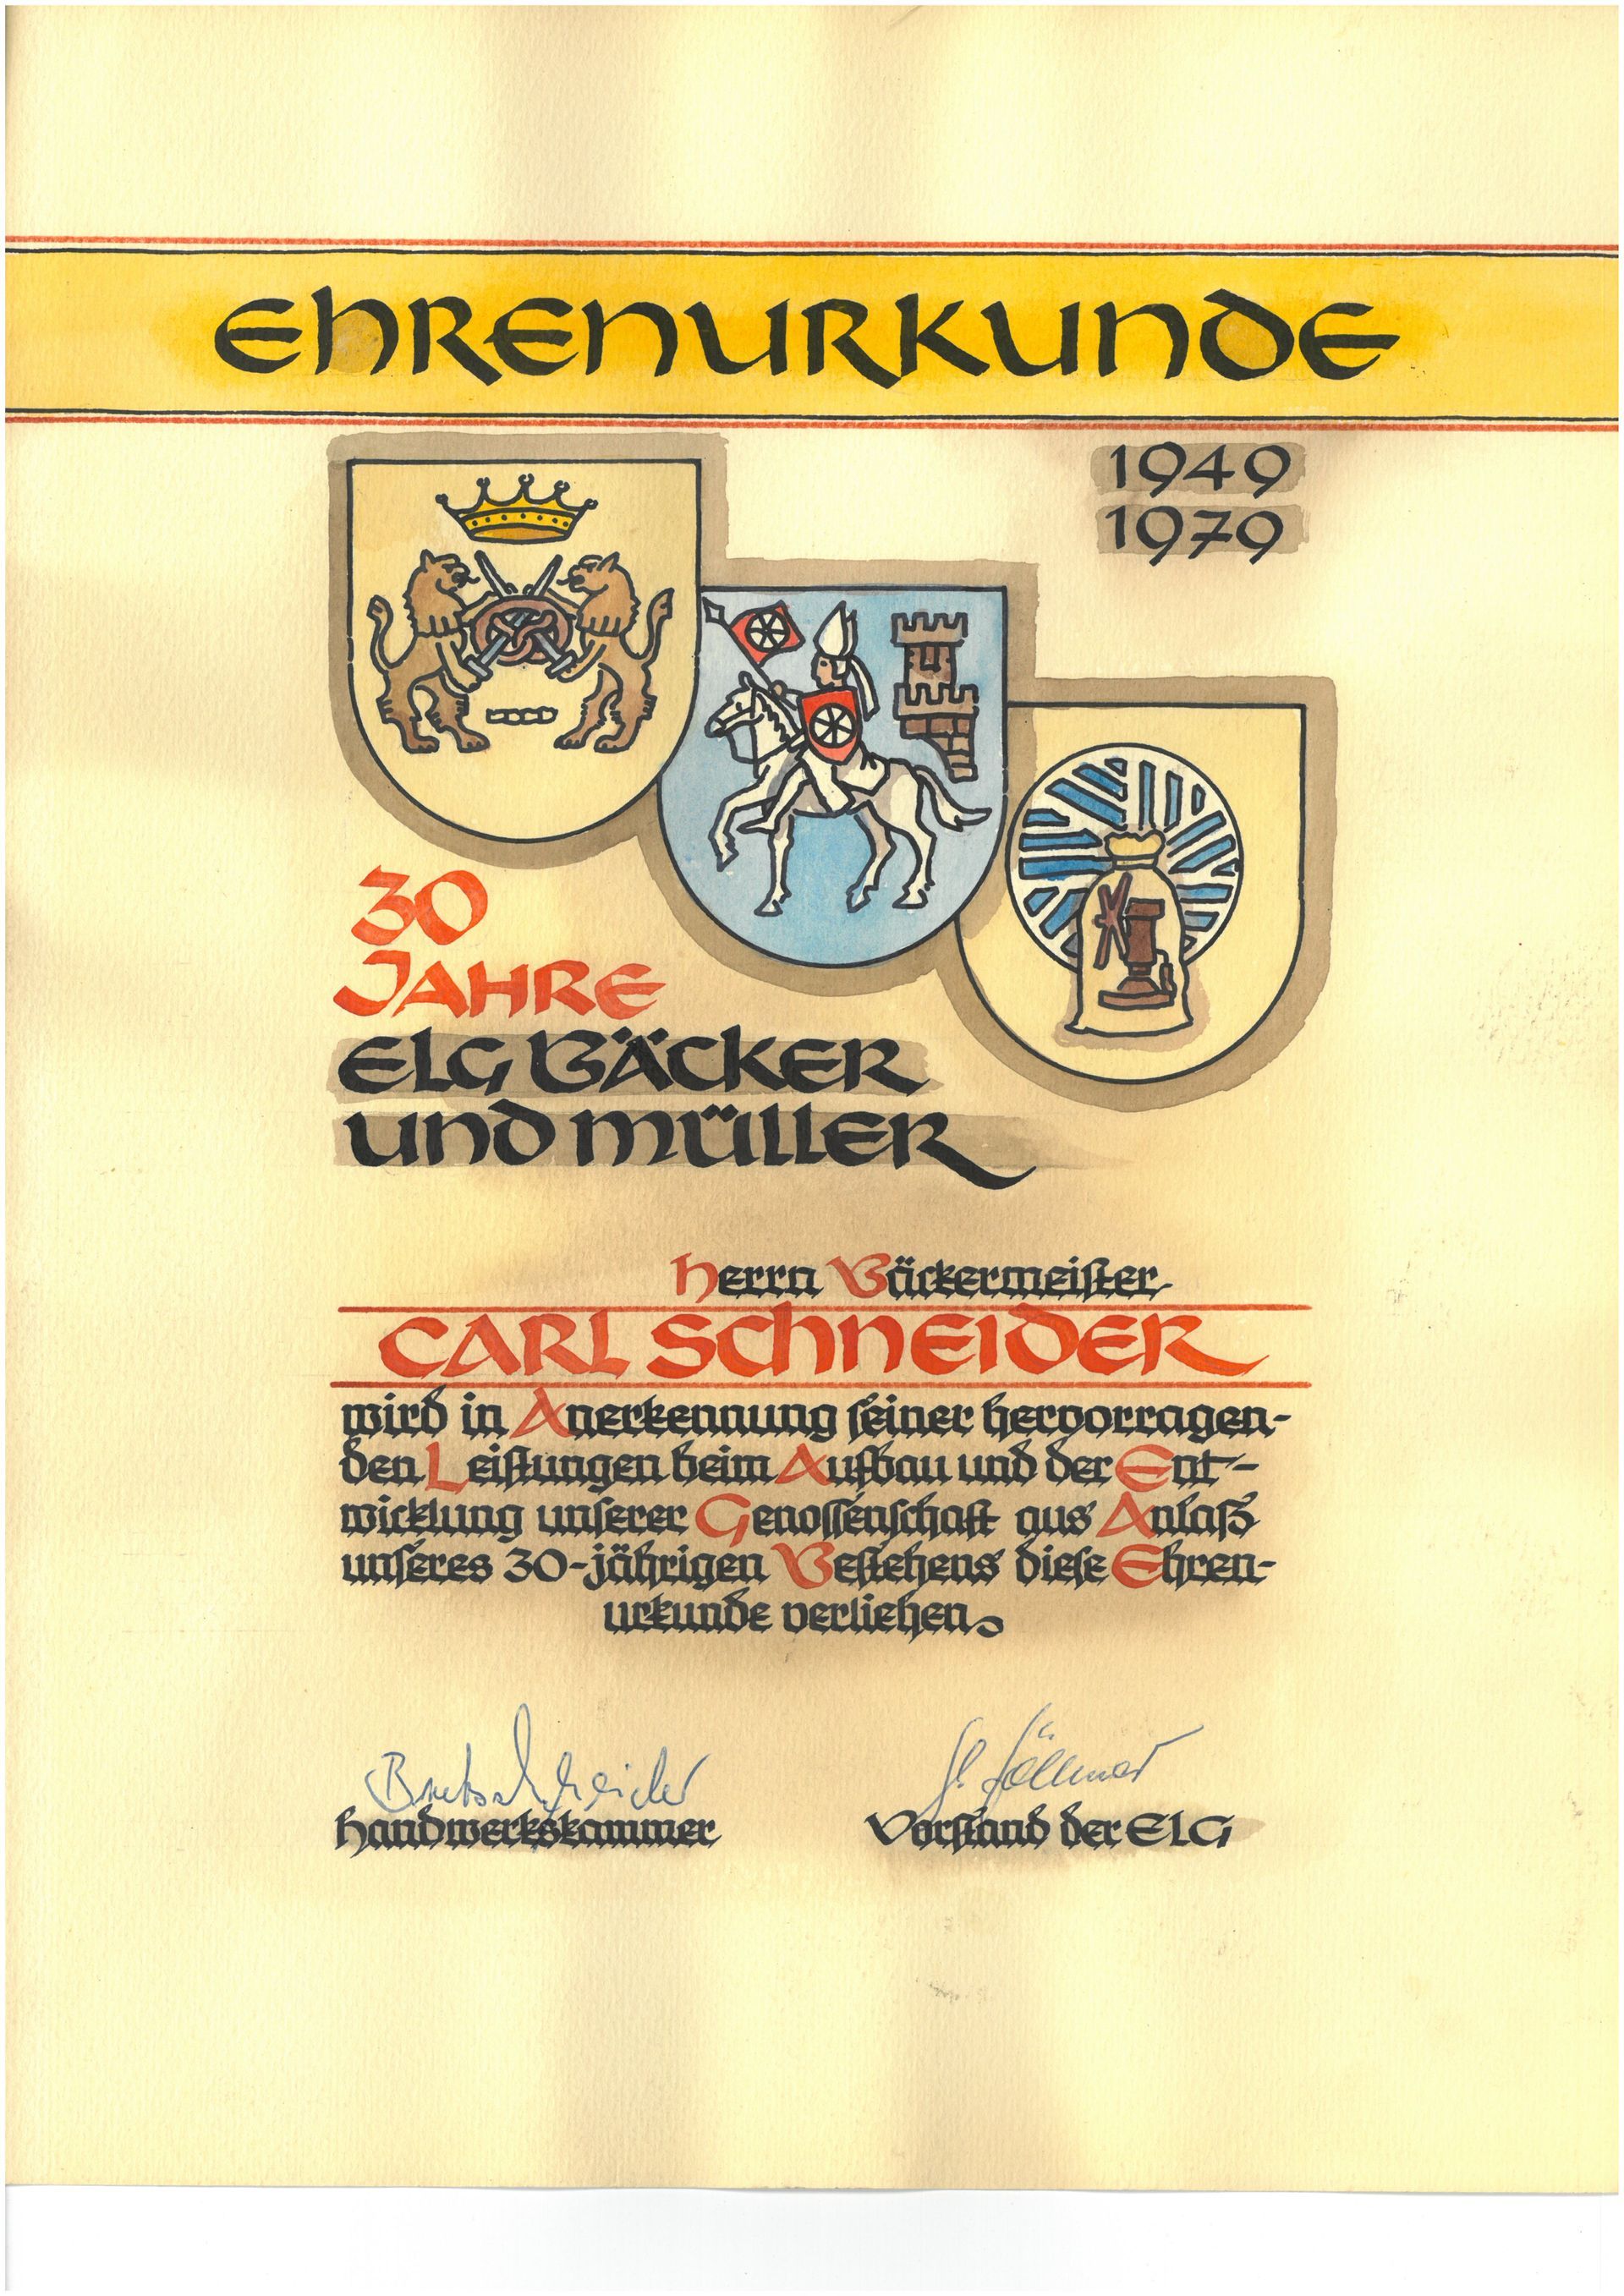 EHRENURKUNDE
1949
1979
30
JAHRE
ELG BÄCKER
UND MÜLLER
Herrn Bäckermeister
CARL SCHNEIDER
wird in Anerkennung seiner hervorragen-
den Leistungen beim Aufbau und der Ent-
wicklung unserer Genossenschaft aus Anlaß
unseres 30-jährigen Bestehens diese Ehren-
urkunde verliehen.
Bretschneider
Handwerkskammer
Vorstand der ELG